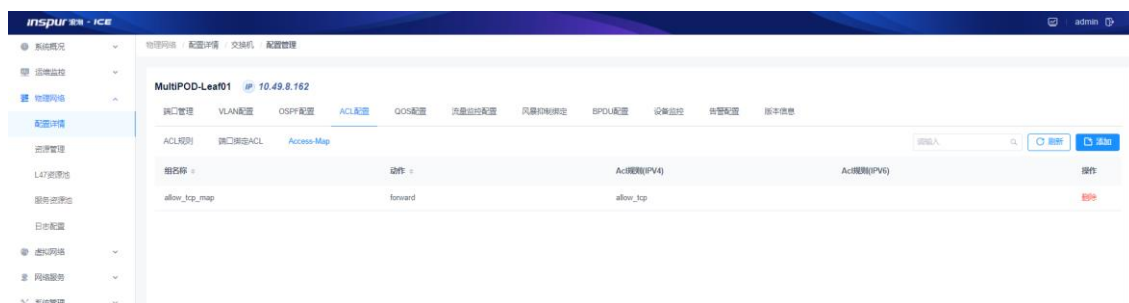 inspur 浪潮 - ICE
admin
系统概况
运维监控
物理网络
配置详情
资源管理
L47资源池
服务资源池
日志配置
虚拟网络
网络服务
系统管理
物理网络 / 配置详情 / 交换机 / 配置管理
MultiPOD-Leaf01 IP 10.49.8.162
端口管理 VLAN配置 OSPF配置 ACL配置 QOS配置 流量监控配置 风暴抑制绑定 BPDU配置 设备监控 告警配置 版本信息
ACL规则 端口绑定ACL Access-Map 请输入 刷新 添加
组名称 动作 Acl规则(IPV4) Acl规则(IPV6) 操作
allow_tcp_map forward allow_tcp 删除